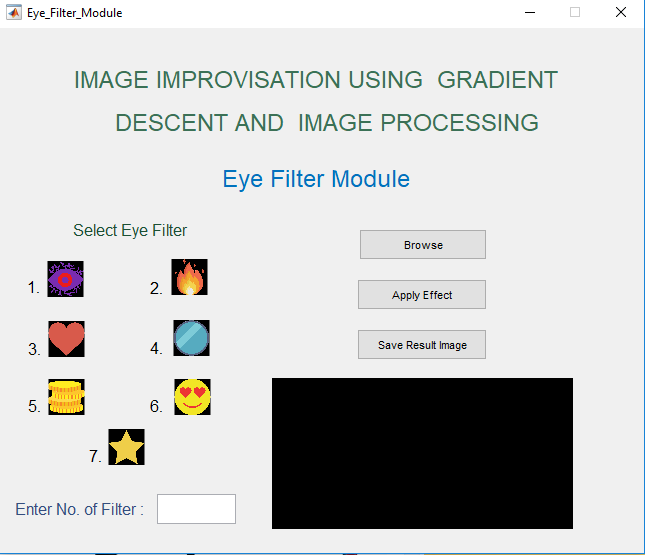 Eye_Filter_Module
IMAGE IMPROVISATION USING GRADIENT
DESCENT AND IMAGE PROCESSING
Eye Filter Module
Select Eye Filter
Browse
1.
2.
Apply Effect
3.
4.
Save Result Image
5.
6.
7.
Enter No. of Filter :